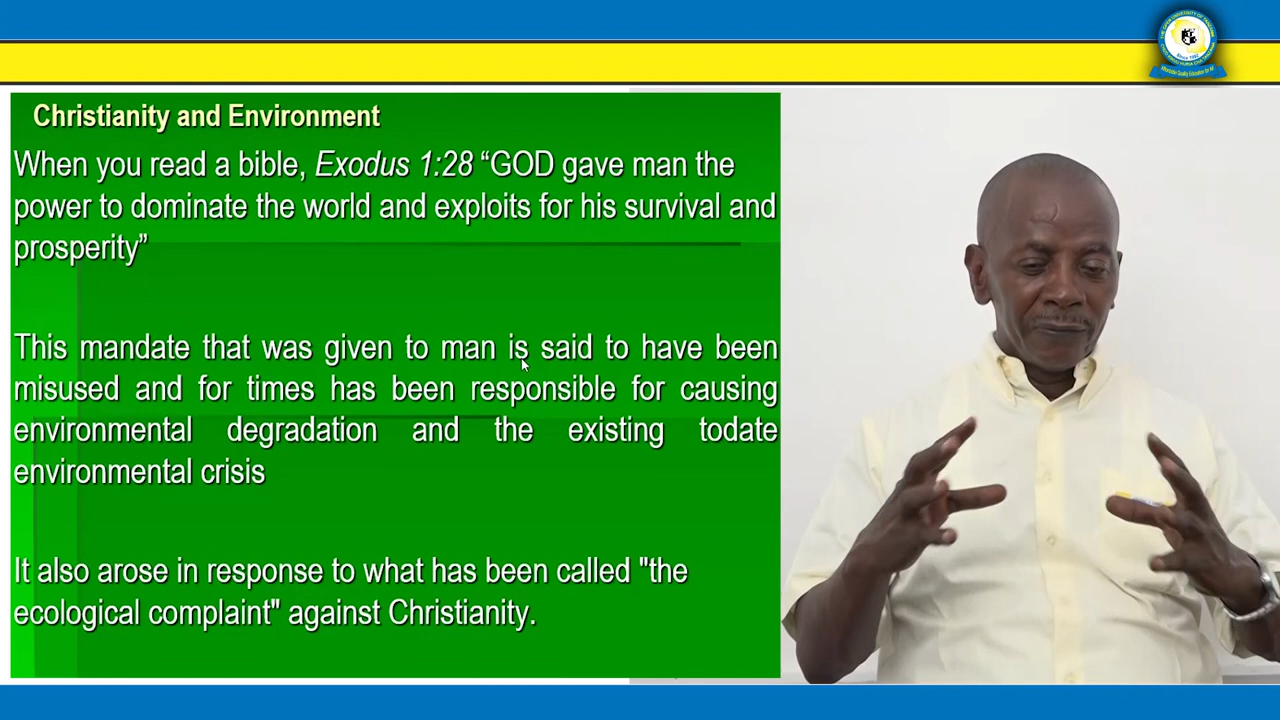 Christianity and Environment
When you read a bible, Exodus 1:28 “GOD gave man the
power to dominate the world and exploits for his survival and
prosperity”
This mandate that was given to man is said to have been
misused and for times has been responsible for causing
environmental degradation and the existing todate
environmental crisis
It also arose in response to what has been called "the
ecological complaint" against Christianity.